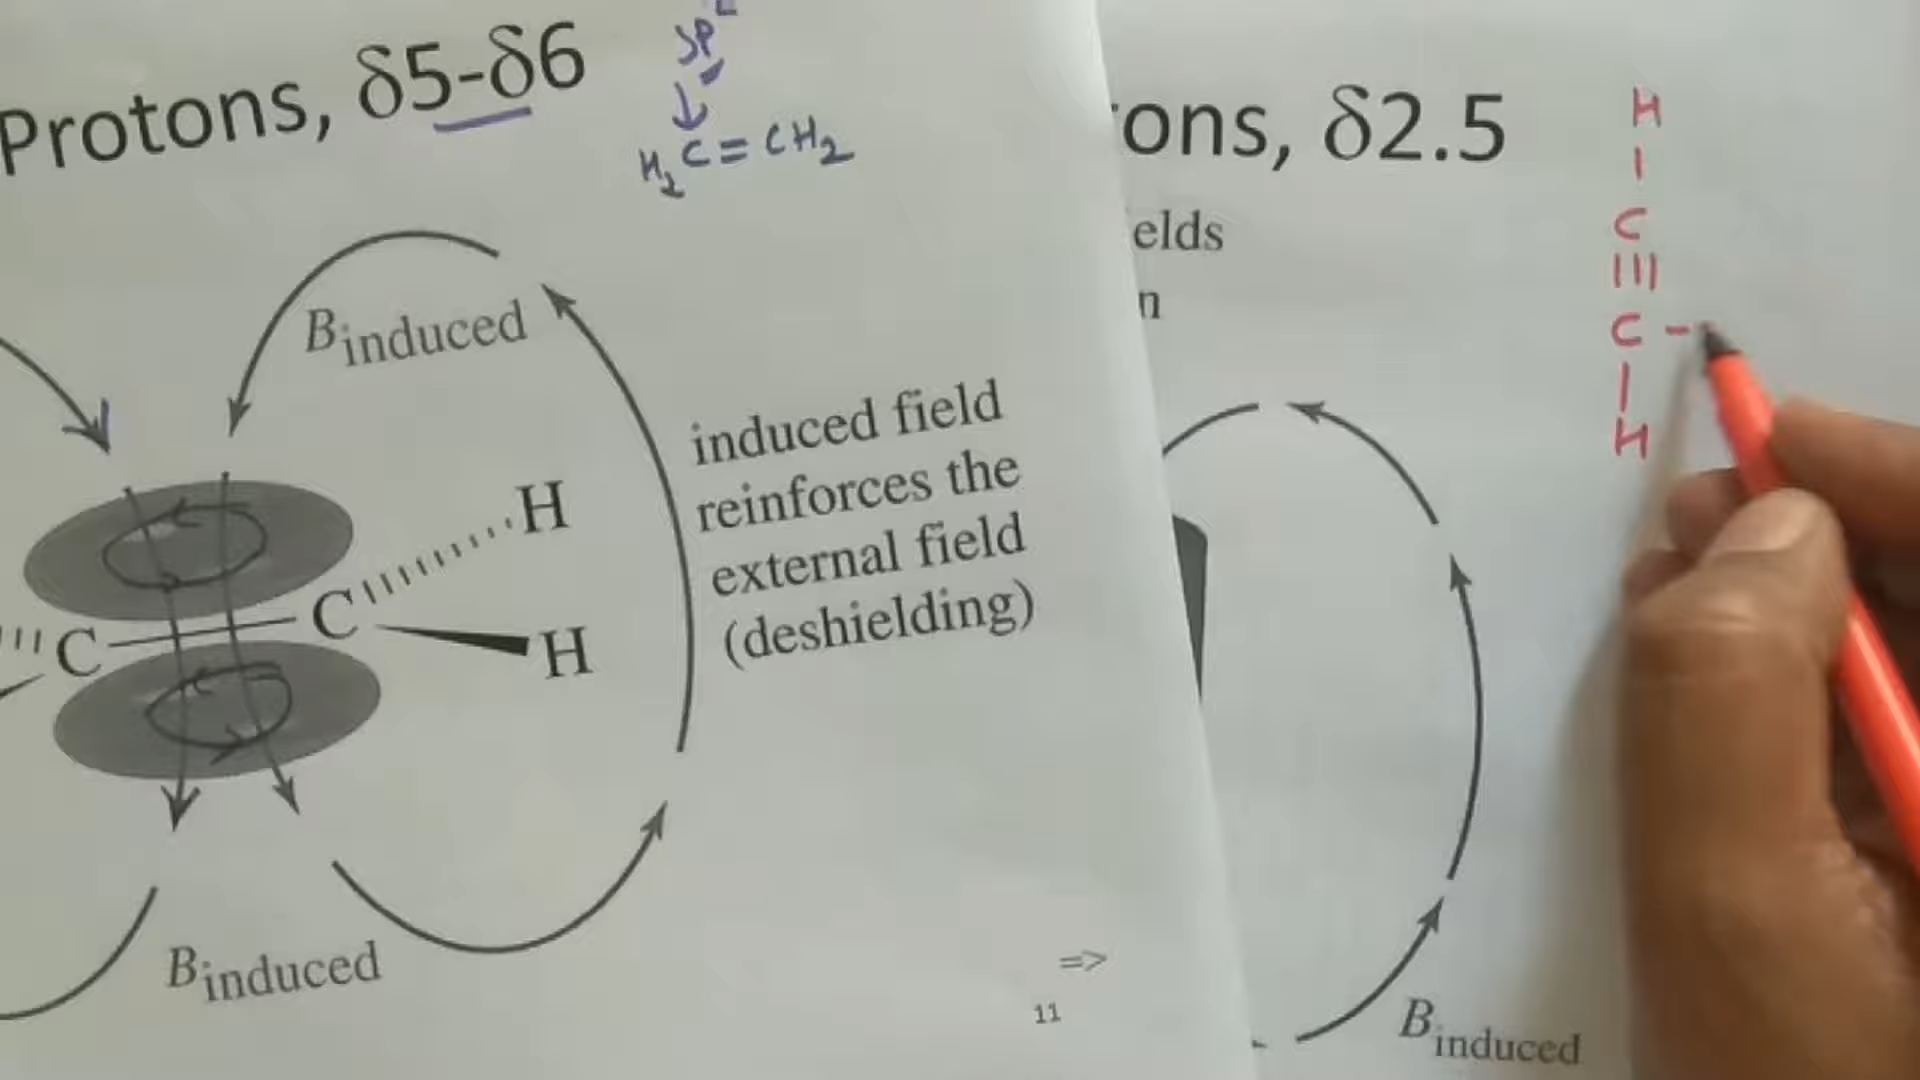 Protons, δ5-δ6
SP²
H₂C=CH₂
Binduced
induced field
reinforces the
external field
(deshielding)
H
C
C
H
Binduced
=>
11
ons, δ2.5
elds
n
H
C
C -
H
Binduced